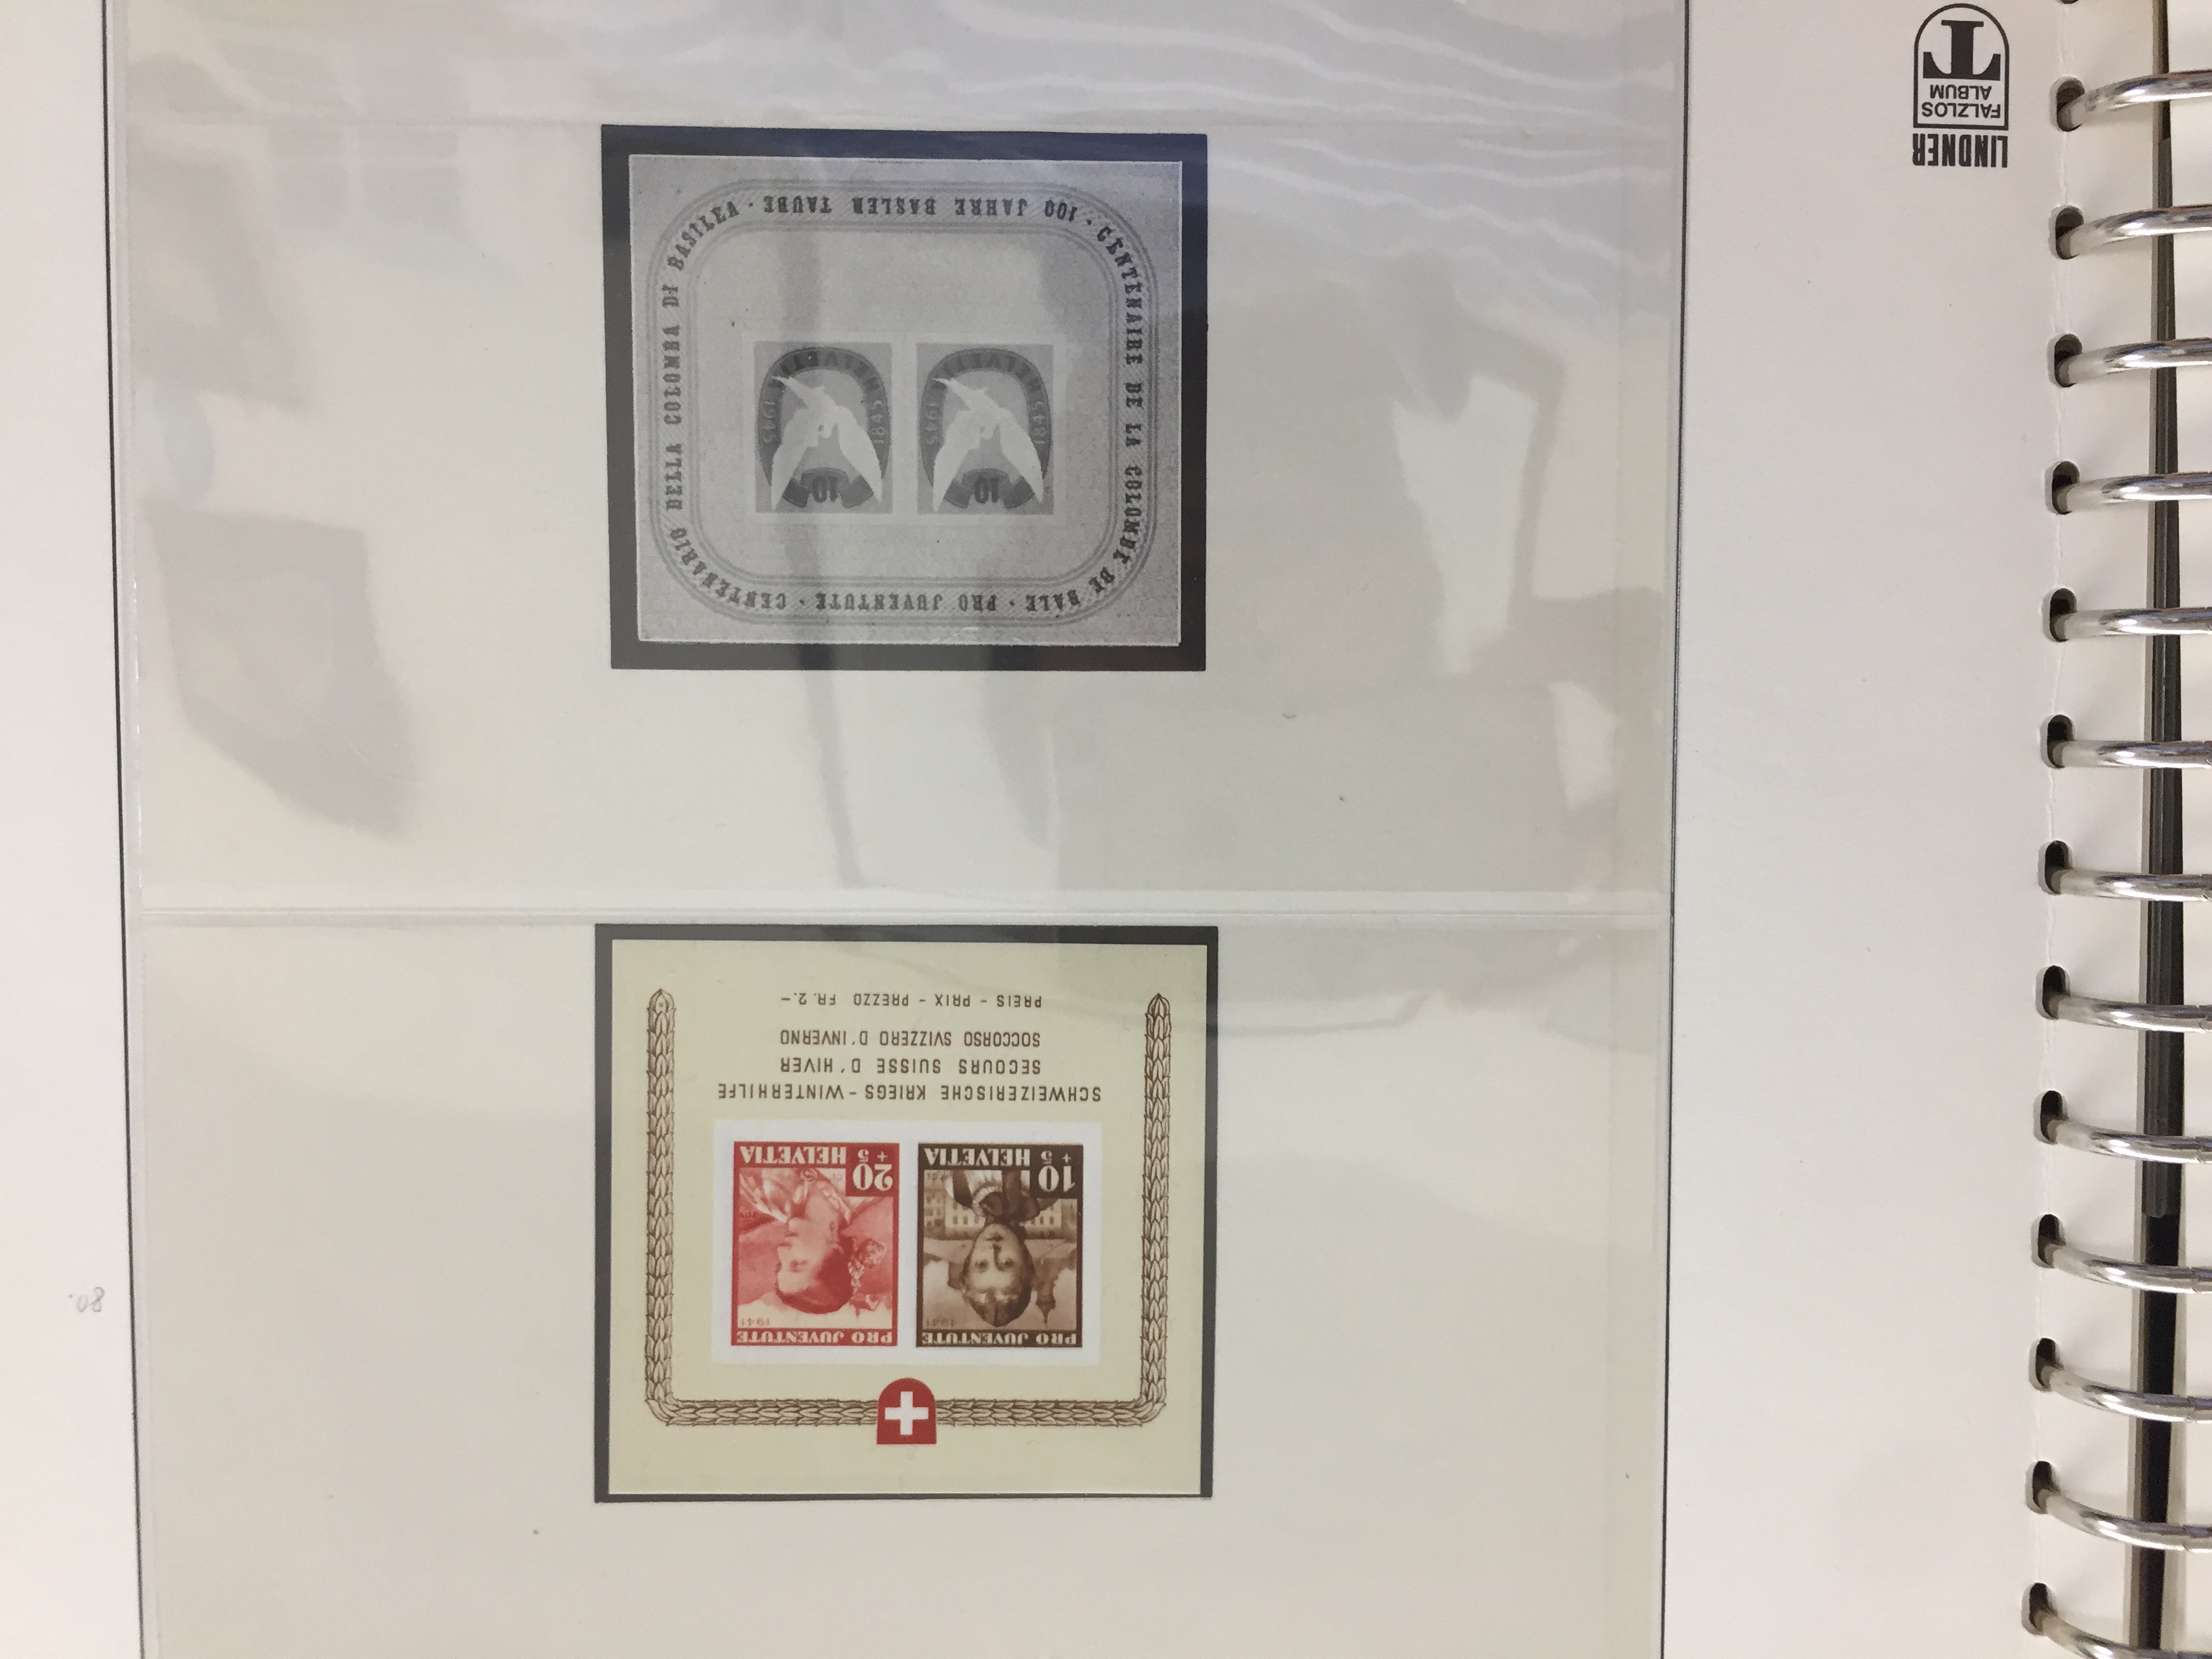 PRO JUVENTUTE
1941
10
+5
HELVETIA
PRO JUVENTUTE
1941
20
+5
HELVETIA
SCHWEIZERISCHE KRIEGS-WINTERHILFE
SECOURS SUISSE D'HIVER
SOCCORSO SVIZZERO D'INVERNO
PREIS - PRIX - PREZZO FR. 2.-
PRO JUVENTUTE · CENTENARIO DELLA COLOMBA DI BASILEA · 100 JAHRE BASLER TAUBE · CENTENAIRE DE LA COLOMBE DE BALE ·
10
1845
1945
HELVETIA
10
1845
1945
HELVETIA
LINDNER
FALZLOS
ALBUM
T